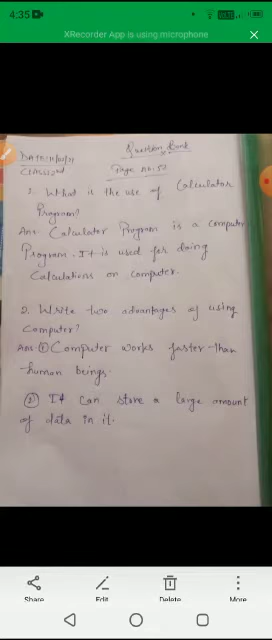 4:35
XRecorder App is using microphone
Question Bank
Page no:-
1. What is the use of Calculator
Program?
Ans- Calculator Program is a computer
Program. It is used for doing
Calculations on computer.
2. Write two advantages of using
Computer?
Ans ① Computer works faster than
human beings.
② It can store a large amount
of data in it.
Share Edit Delete More